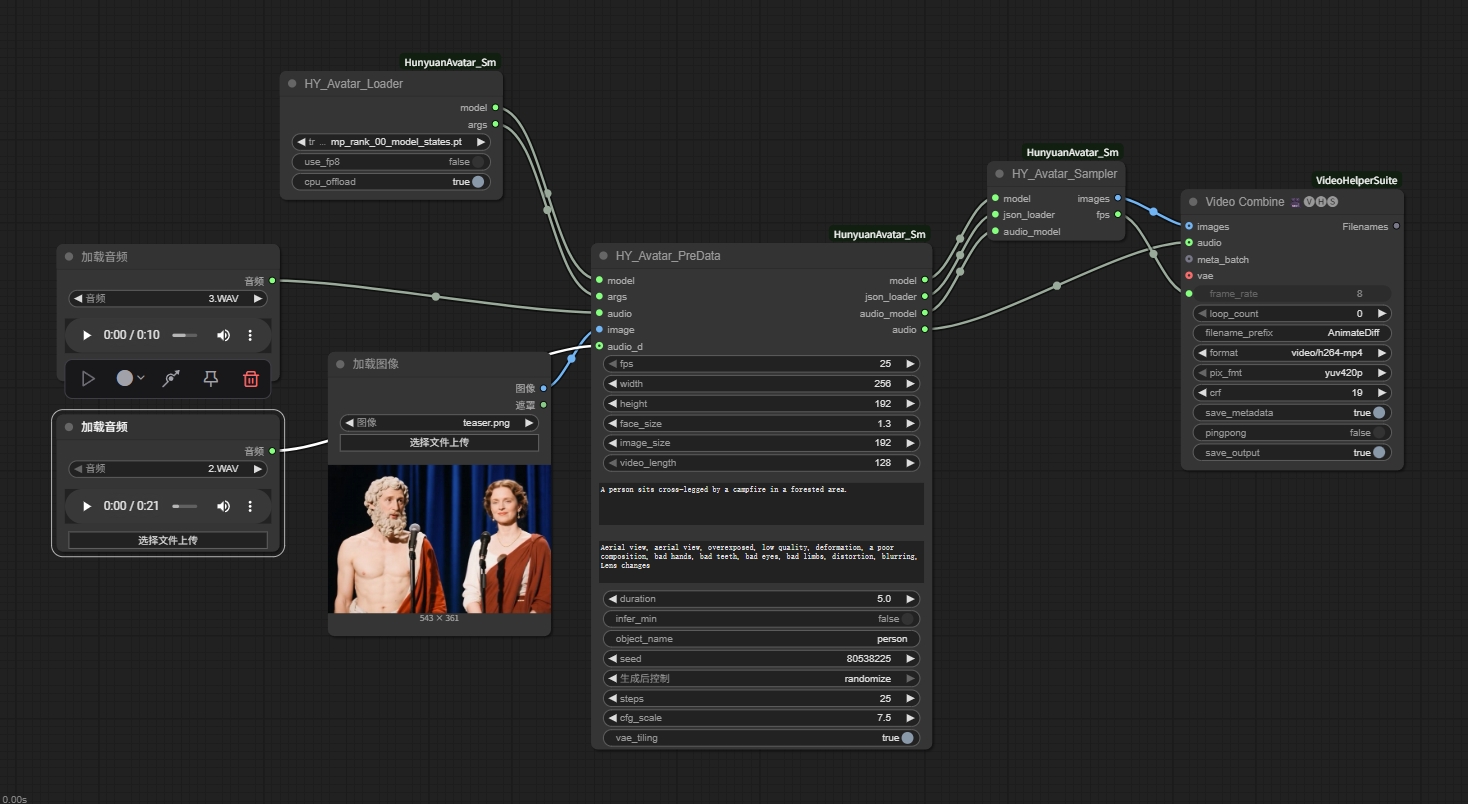 HunyuanAvatar_Sm
HY_Avatar_Loader
model
args
tr ... mp_rank_00_model_states.pt
use_fp8 false
cpu_offload true
加载音频
音频
音频 3.WAV
0:00 / 0:10
加载音频
音频
音频 2.WAV
0:00 / 0:21
选择文件上传
加载图像
图像
遮罩
图像 teaser.png
选择文件上传
543 × 361
HunyuanAvatar_Sm
HY_Avatar_PreData
model model
args json_loader
audio audio_model
image audio
audio_d
fps 25
width 256
height 192
face_size 1.3
image_size 192
video_length 128
A person sits cross-legged by a campfire in a forested area.
Aerial view, aerial view, overexposed, low quality, deformation, a poor
composition, bad hands, bad teeth, bad eyes, bad limbs, distortion, blurring,
Lens changes
duration 5.0
infer_min false
object_name person
seed 80538225
生成后控制 randomize
steps 25
cfg_scale 7.5
vae_tiling true
HunyuanAvatar_Sm
HY_Avatar_Sampler
model images
json_loader fps
audio_model
VideoHelperSuite
Video Combine VHS
images Filenames
audio
meta_batch
vae
frame_rate 8
loop_count 0
filename_prefix AnimateDiff
format video/h264-mp4
pix_fmt yuv420p
crf 19
save_metadata true
pingpong false
save_output true
0.00s